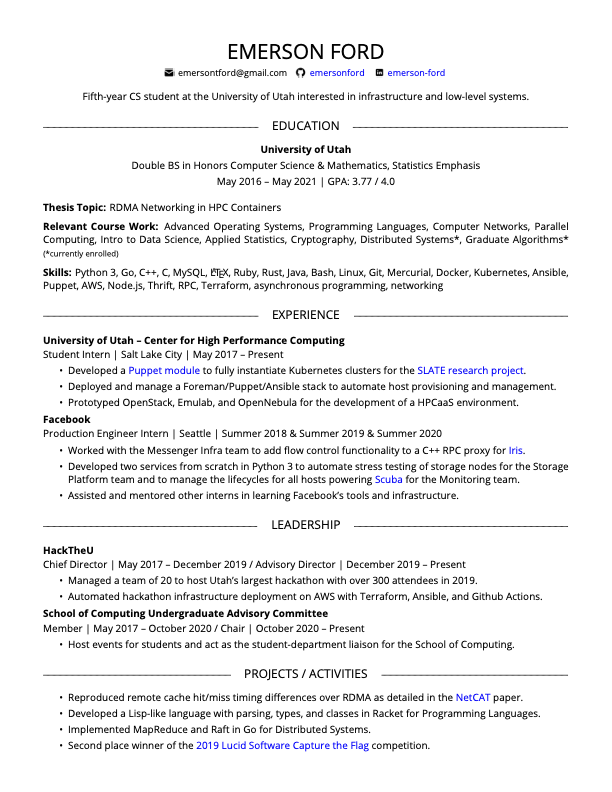 EMERSON FORD
emersontford@gmail.com emersonford emerson-ford
Fifth-year CS student at the University of Utah interested in infrastructure and low-level systems.
EDUCATION
University of Utah
Double BS in Honors Computer Science & Mathematics, Statistics Emphasis
May 2016 – May 2021 | GPA: 3.77 / 4.0
Thesis Topic: RDMA Networking in HPC Containers
Relevant Course Work: Advanced Operating Systems, Programming Languages, Computer Networks, Parallel
Computing, Intro to Data Science, Applied Statistics, Cryptography, Distributed Systems*, Graduate Algorithms*
(*currently enrolled)
Skills: Python 3, Go, C++, C, MySQL, LATEX, Ruby, Rust, Java, Bash, Linux, Git, Mercurial, Docker, Kubernetes, Ansible,
Puppet, AWS, Node.js, Thrift, RPC, Terraform, asynchronous programming, networking
EXPERIENCE
University of Utah – Center for High Performance Computing
Student Intern | Salt Lake City | May 2017 – Present
• Developed a Puppet module to fully instantiate Kubernetes clusters for the SLATE research project.
• Deployed and manage a Foreman/Puppet/Ansible stack to automate host provisioning and management.
• Prototyped OpenStack, Emulab, and OpenNebula for the development of a HPCaaS environment.
Facebook
Production Engineer Intern | Seattle | Summer 2018 & Summer 2019 & Summer 2020
• Worked with the Messenger Infra team to add flow control functionality to a C++ RPC proxy for Iris.
• Developed two services from scratch in Python 3 to automate stress testing of storage nodes for the Storage
Platform team and to manage the lifecycles for all hosts powering Scuba for the Monitoring team.
• Assisted and mentored other interns in learning Facebook's tools and infrastructure.
LEADERSHIP
HackTheU
Chief Director | May 2017 – December 2019 / Advisory Director | December 2019 – Present
• Managed a team of 20 to host Utah's largest hackathon with over 300 attendees in 2019.
• Automated hackathon infrastructure deployment on AWS with Terraform, Ansible, and Github Actions.
School of Computing Undergraduate Advisory Committee
Member | May 2017 – October 2020 / Chair | October 2020 – Present
• Host events for students and act as the student-department liaison for the School of Computing.
PROJECTS / ACTIVITIES
• Reproduced remote cache hit/miss timing differences over RDMA as detailed in the NetCAT paper.
• Developed a Lisp-like language with parsing, types, and classes in Racket for Programming Languages.
• Implemented MapReduce and Raft in Go for Distributed Systems.
• Second place winner of the 2019 Lucid Software Capture the Flag competition.